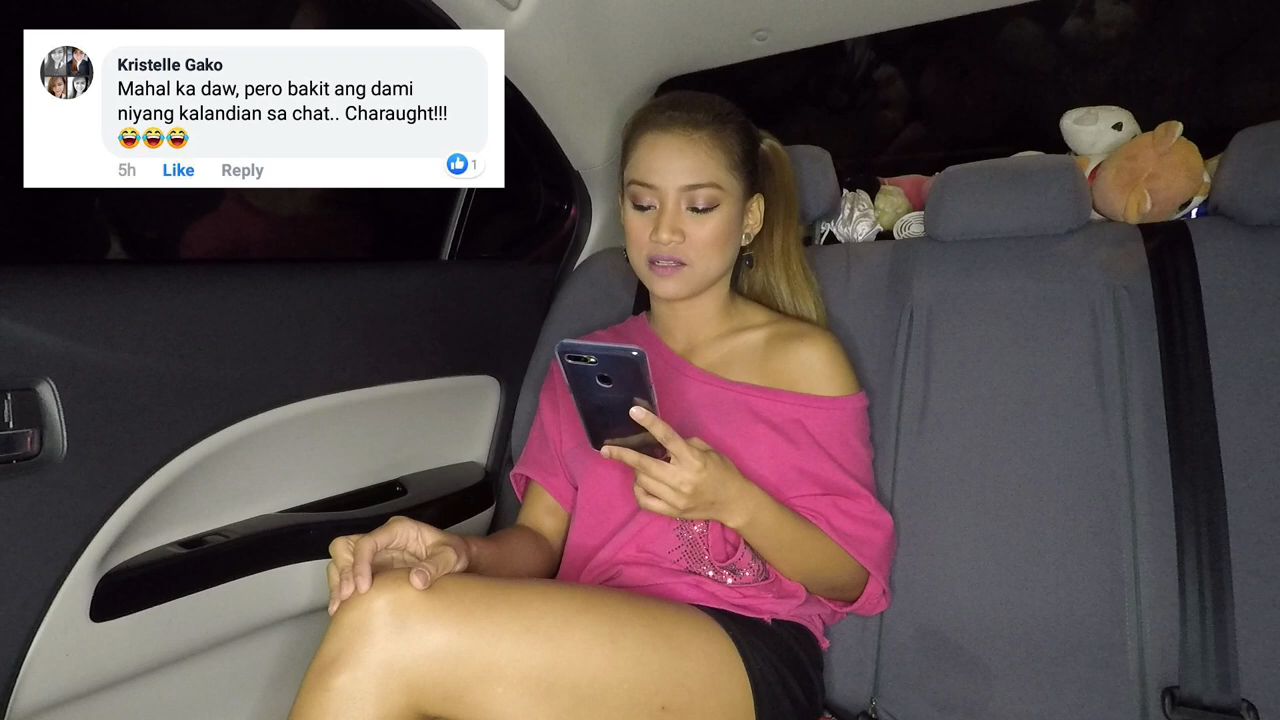 Kristelle Gako
Mahal ka daw, pero bakit ang dami
niyang kalandian sa chat.. Charaught!!!
😂😂😂
5h Like Reply 1